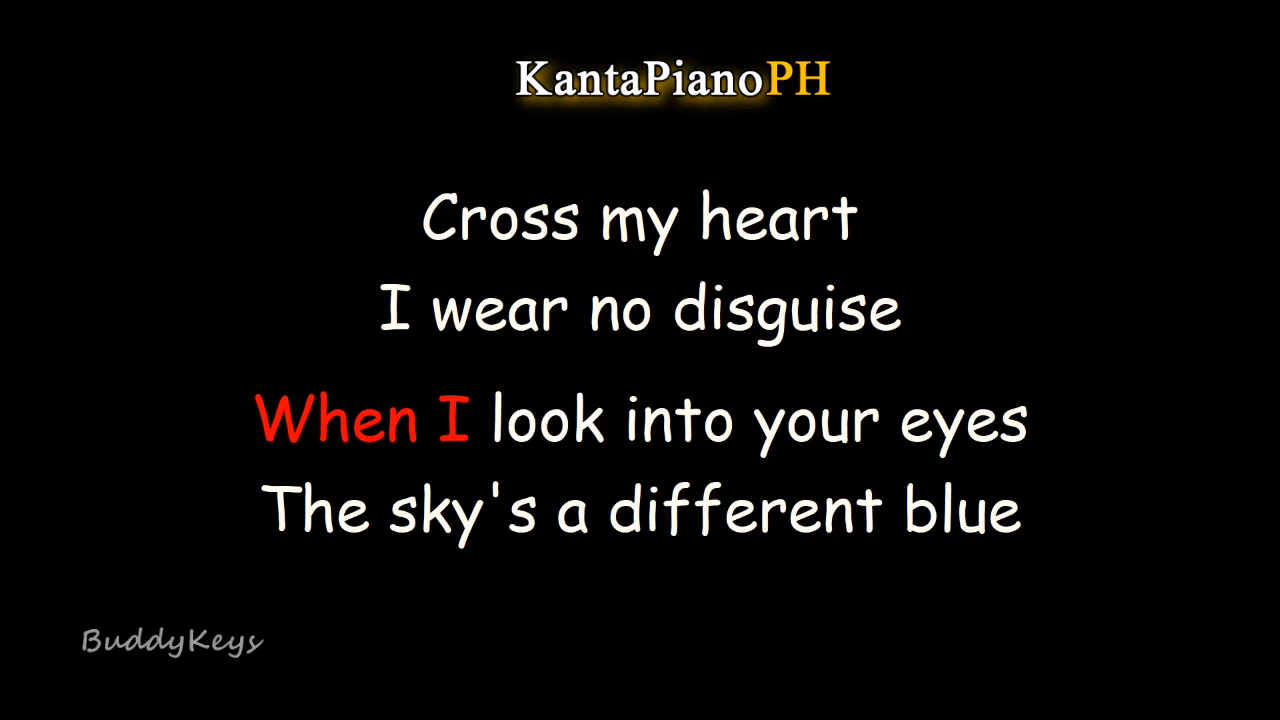 KantaPianoPH
Cross my heart
I wear no disguise
When I look into your eyes
The sky's a different blue
BuddyKeys